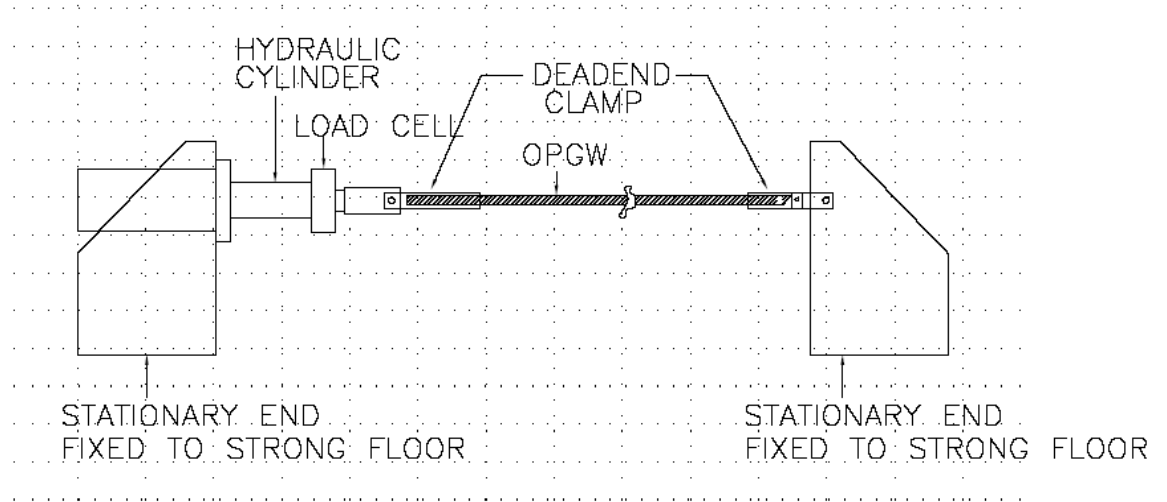 HYDRAULIC
CYLINDER
DEADEND
CLAMP
LOAD CELL
OPGW
STATIONARY END
FIXED TO STRONG FLOOR
STATIONARY END
FIXED TO STRONG FLOOR